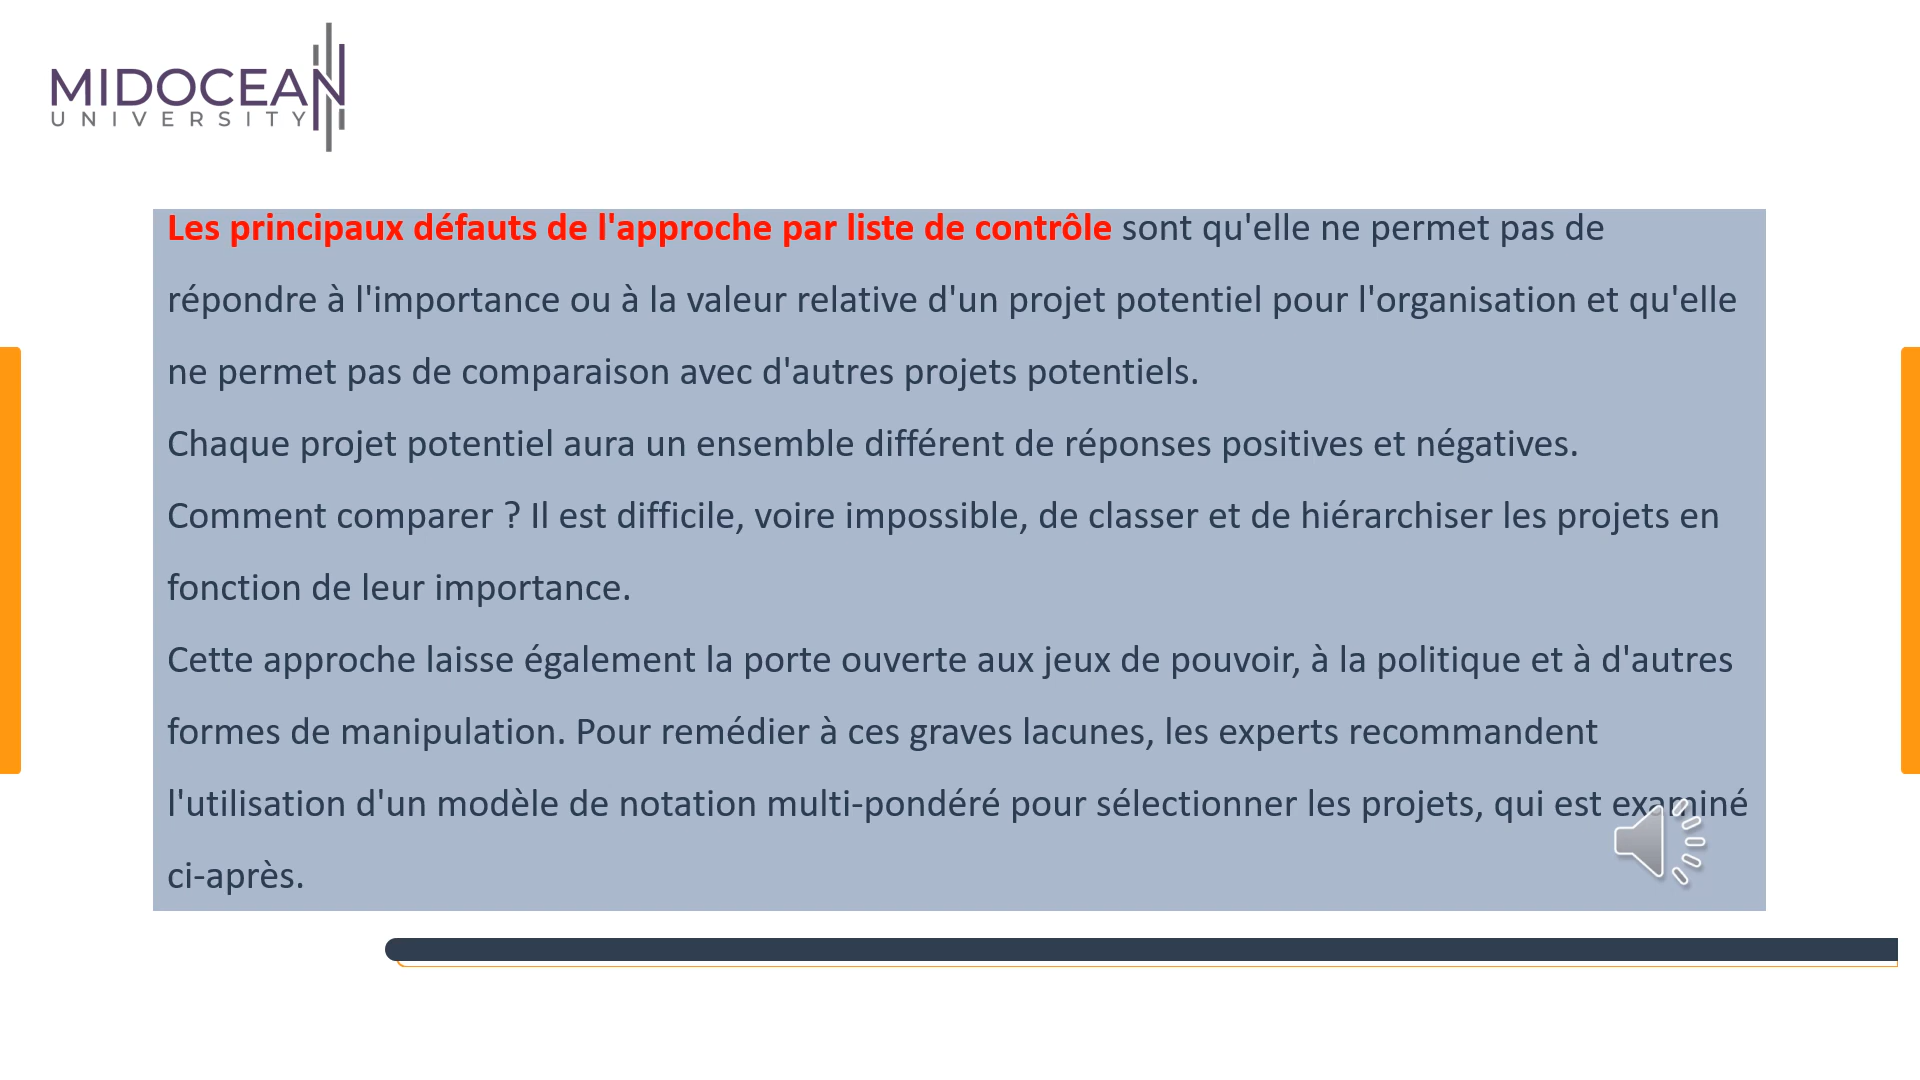 MIDOCEAN
UNIVERSITY
Les principaux défauts de l'approche par liste de contrôle sont qu'elle ne permet pas de
répondre à l'importance ou à la valeur relative d'un projet potentiel pour l'organisation et qu'elle
ne permet pas de comparaison avec d'autres projets potentiels.
Chaque projet potentiel aura un ensemble différent de réponses positives et négatives.
Comment comparer ? Il est difficile, voire impossible, de classer et de hiérarchiser les projets en
fonction de leur importance.
Cette approche laisse également la porte ouverte aux jeux de pouvoir, à la politique et à d'autres
formes de manipulation. Pour remédier à ces graves lacunes, les experts recommandent
l'utilisation d'un modèle de notation multi-pondéré pour sélectionner les projets, qui est examiné
ci-après.